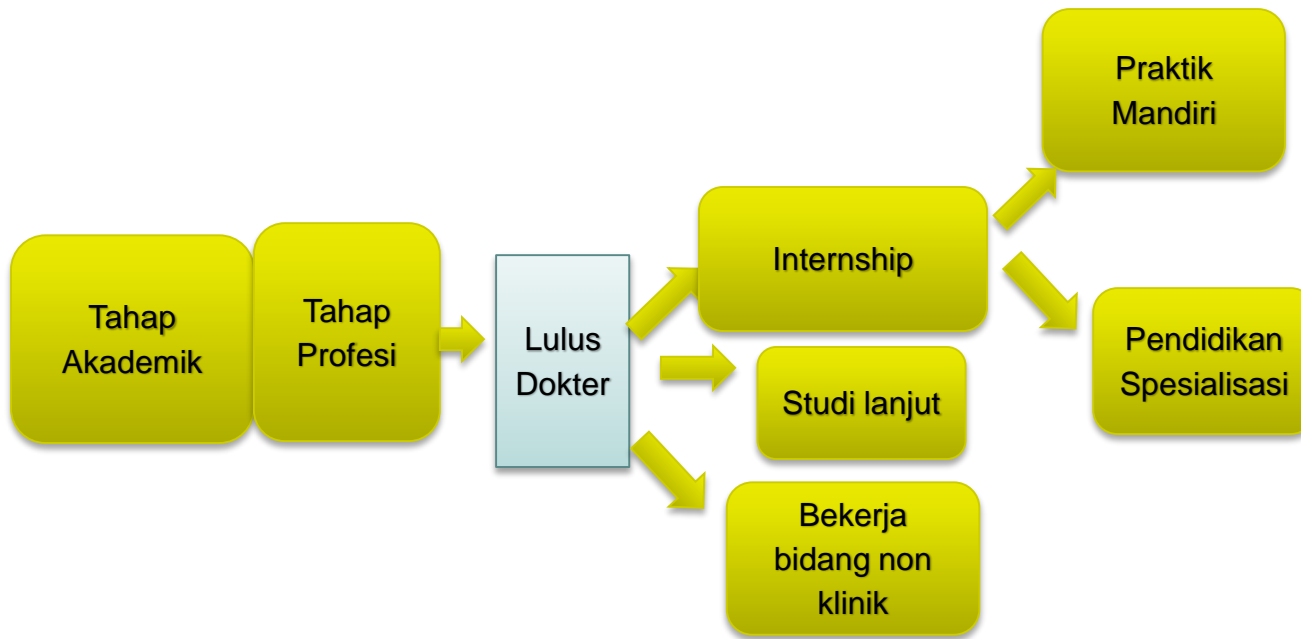 Tahap
Akademik
Tahap
Profesi
Lulus
Dokter
Internship
Studi lanjut
Bekerja
bidang non
klinik
Praktik
Mandiri
Pendidikan
Spesialisasi